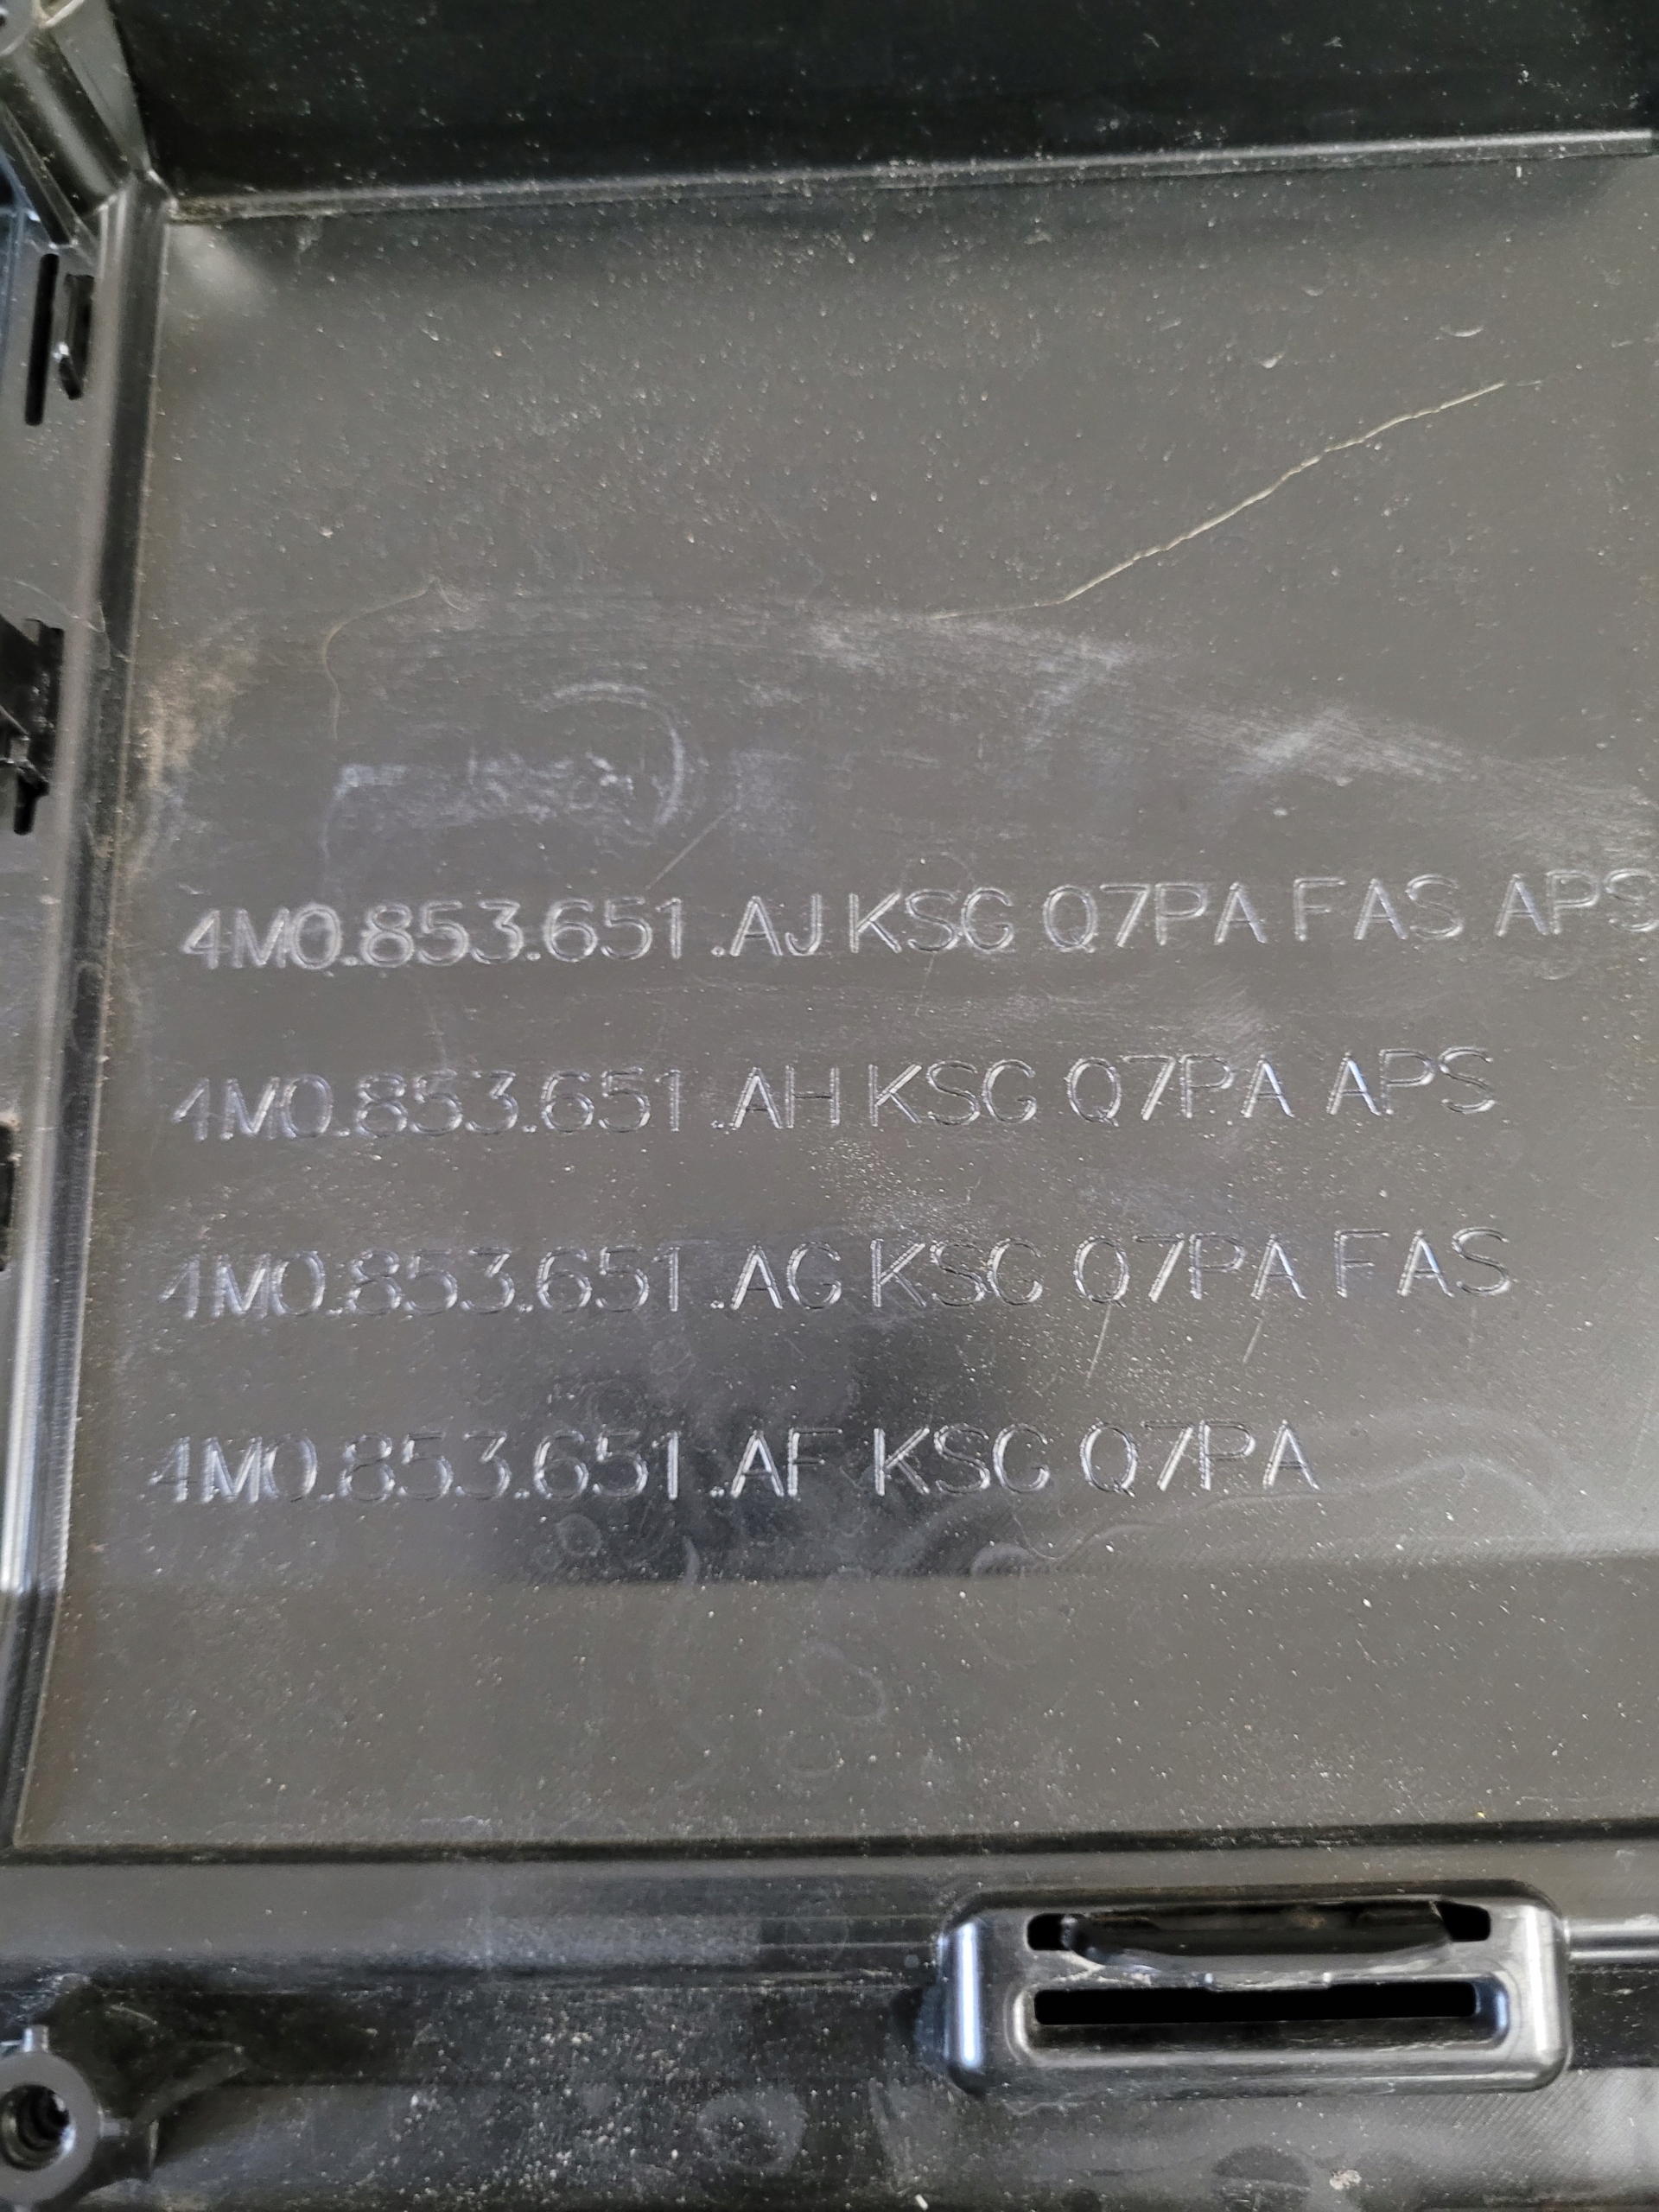 4M0.853.651.AJ KSG Q7PA FAS APS
4M0.853.651.AH KSG Q7PA APS
4M0.853.651.AG KSG Q7PA FAS
4M0.853.651.AF KSG Q7PA